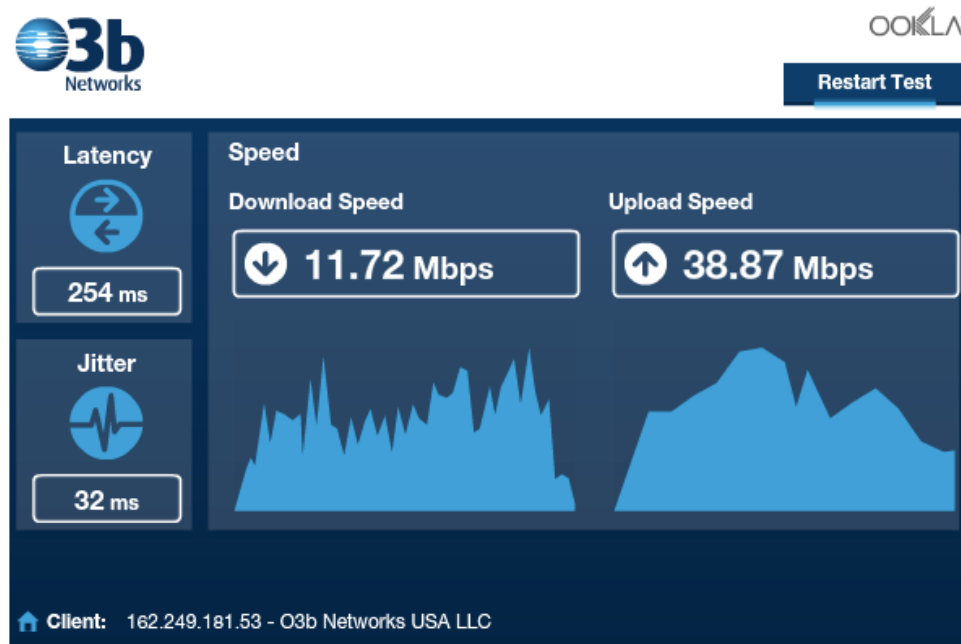 O3b
Networks
OOKLA
Restart Test
Latency
254 ms
Jitter
32 ms
Speed
Download Speed
11.72 Mbps
Upload Speed
38.87 Mbps
Client: 162.249.181.53 - O3b Networks USA LLC